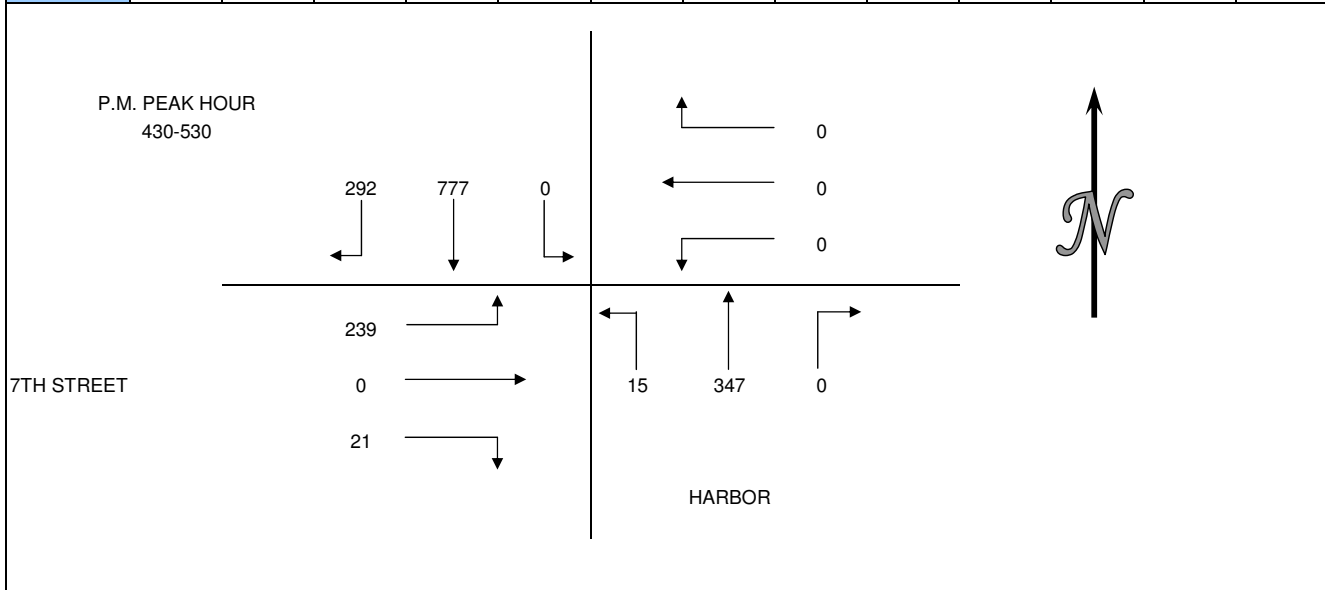 P.M. PEAK HOUR
430-530
0
292 777 0
0
0
239
7TH STREET 0
15 347 0
21
HARBOR
N